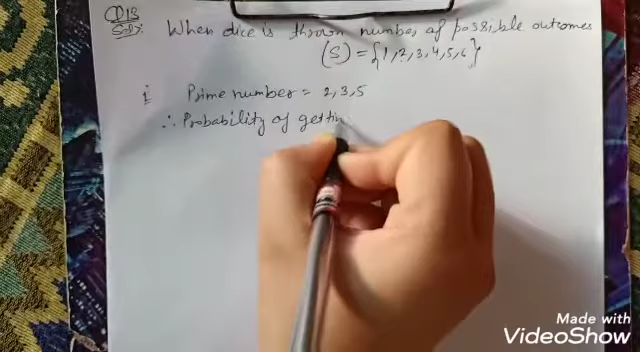 Q13
Sol:
When dice is thrown number of possible outcomes
(S) = {1,2,3,4,5,6}
i Prime number = 2,3,5
∴ Probability of gettin
Made with
VideoShow